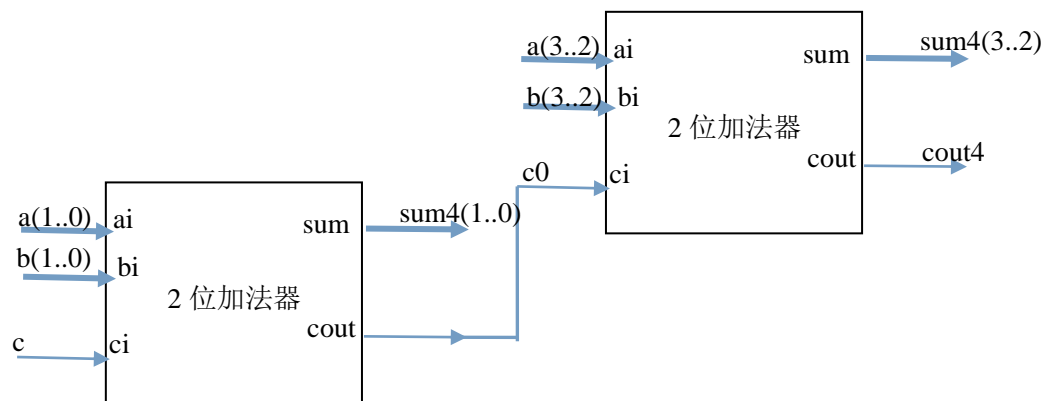 a(3..2)
ai
sum
sum4(3..2)
b(3..2)
bi
2 位加法器
c0
ci
cout
cout4
a(1..0)
ai
sum
sum4(1..0)
b(1..0)
bi
2 位加法器
c
ci
cout